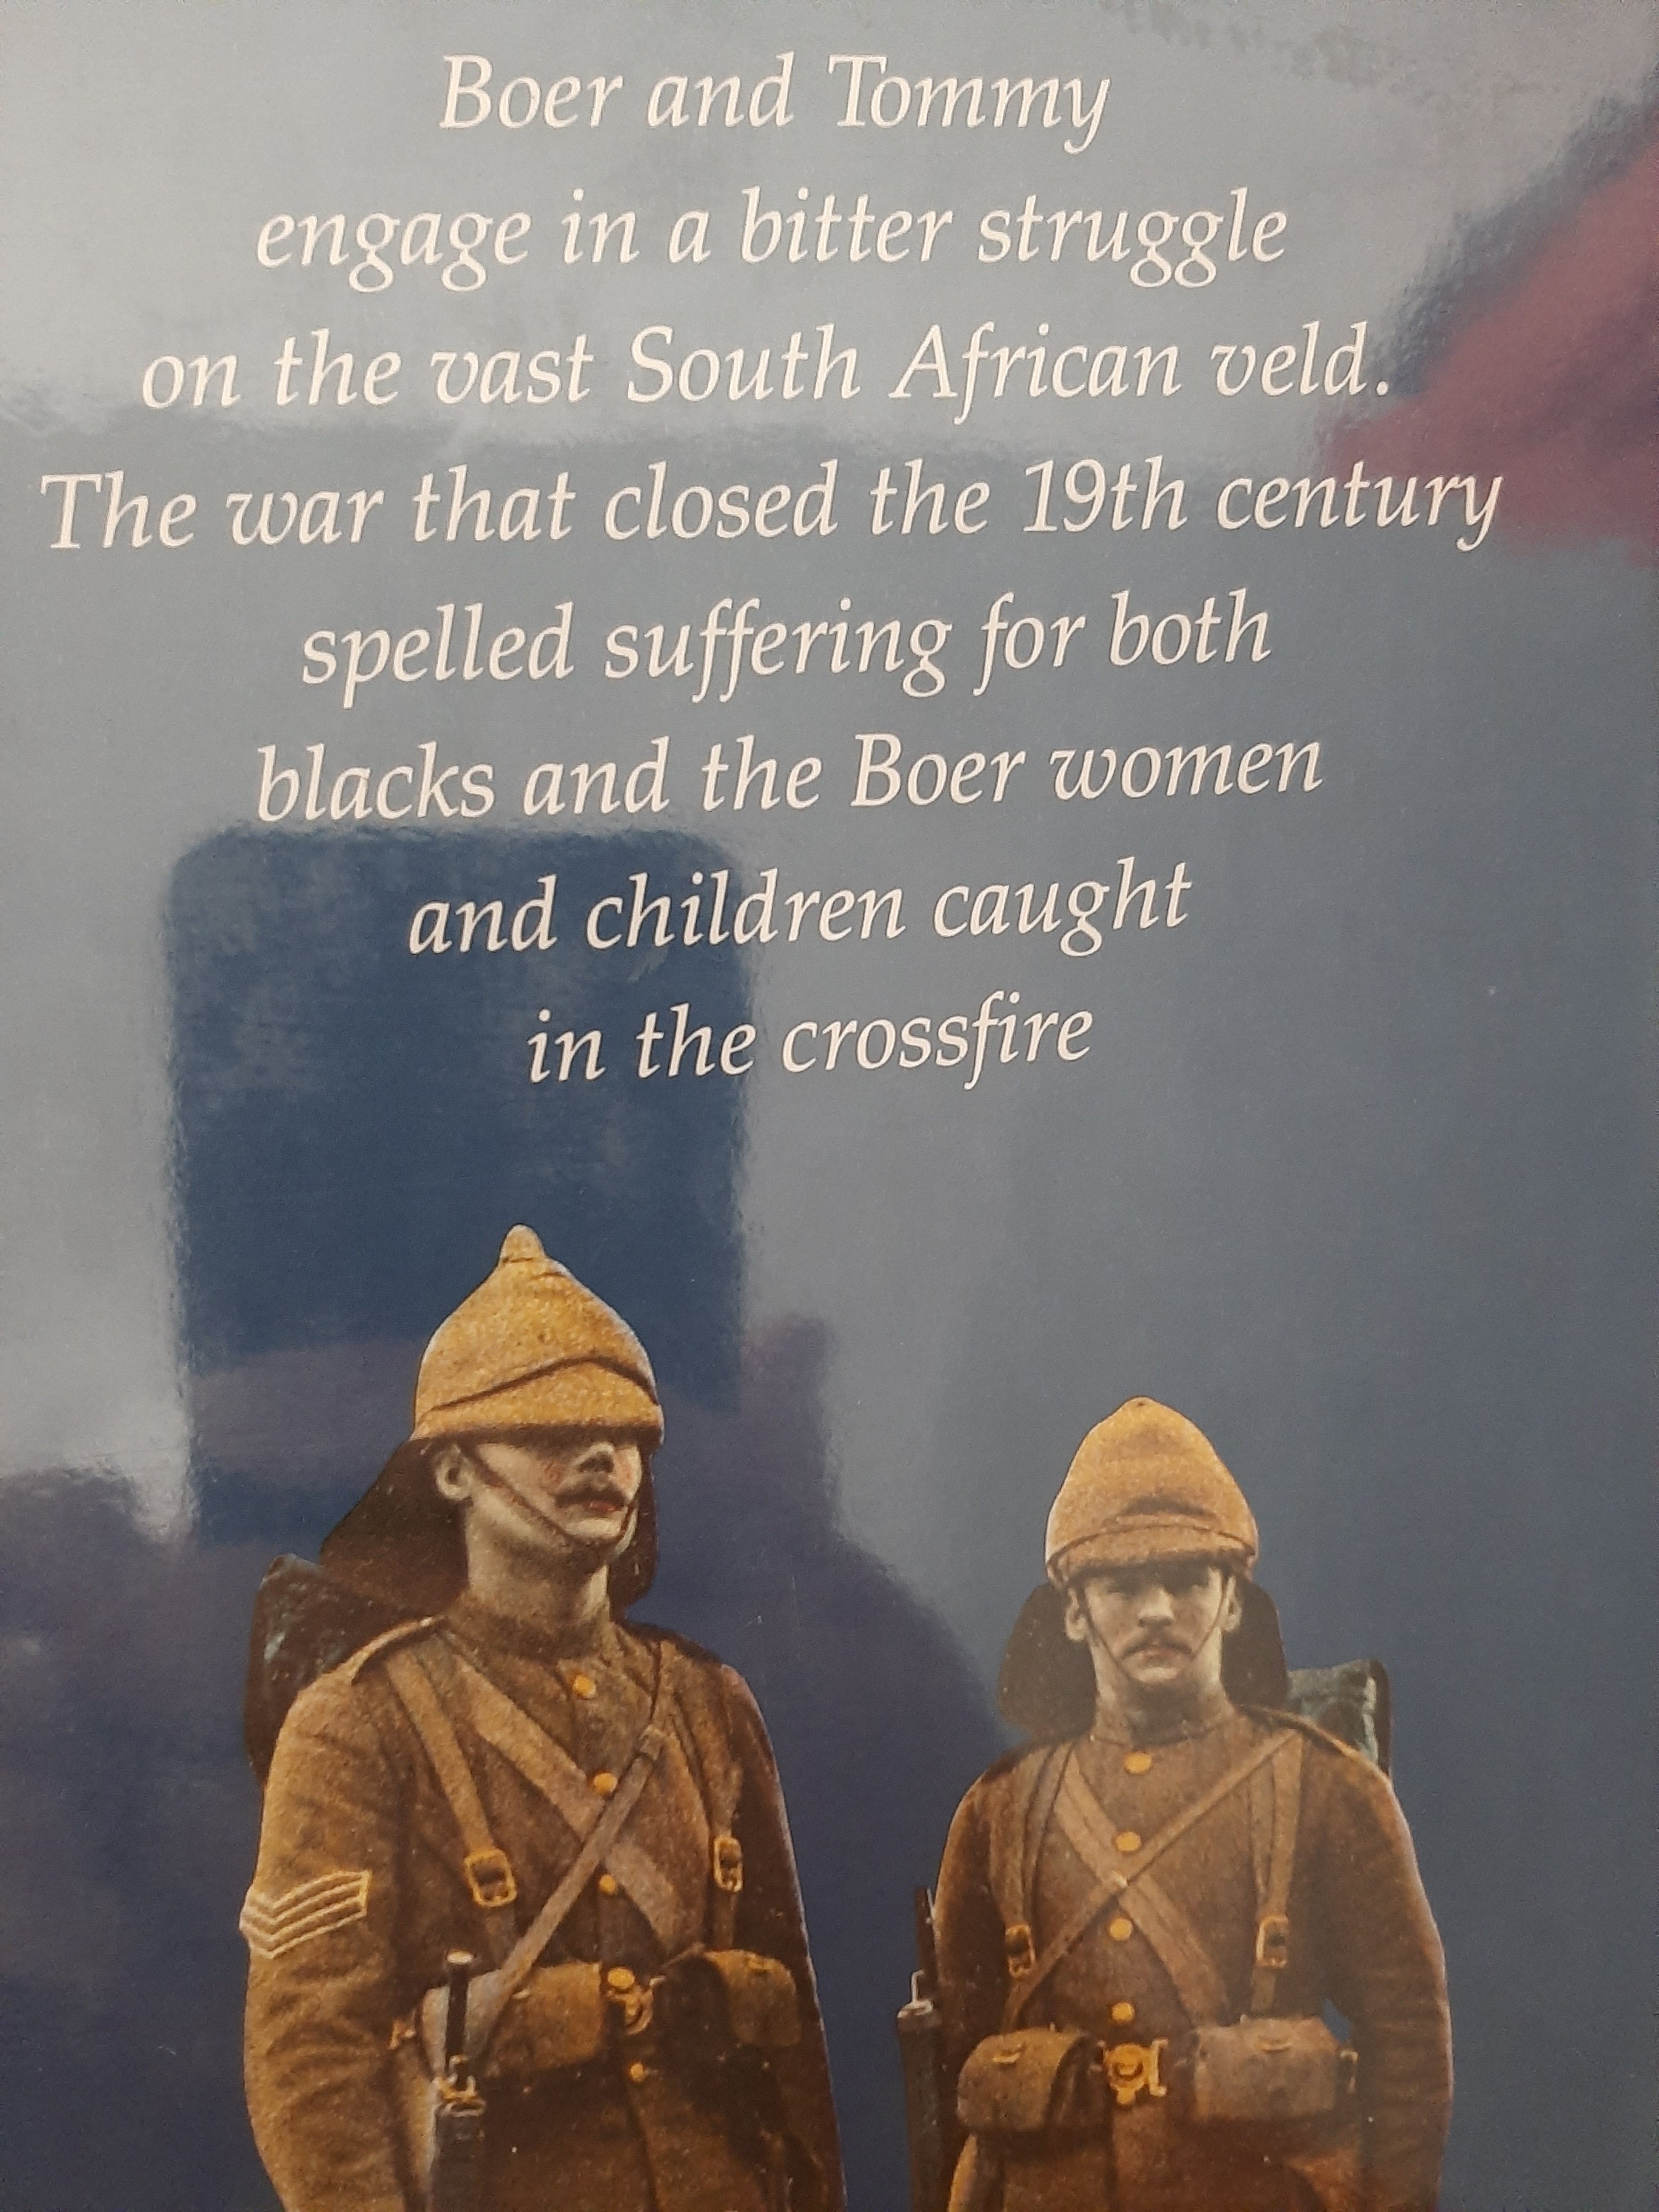 Boer and Tommy
engage in a bitter struggle
on the vast South African veld.
The war that closed the 19th century
spelled suffering for both
blacks and the Boer women
and children caught
in the crossfire